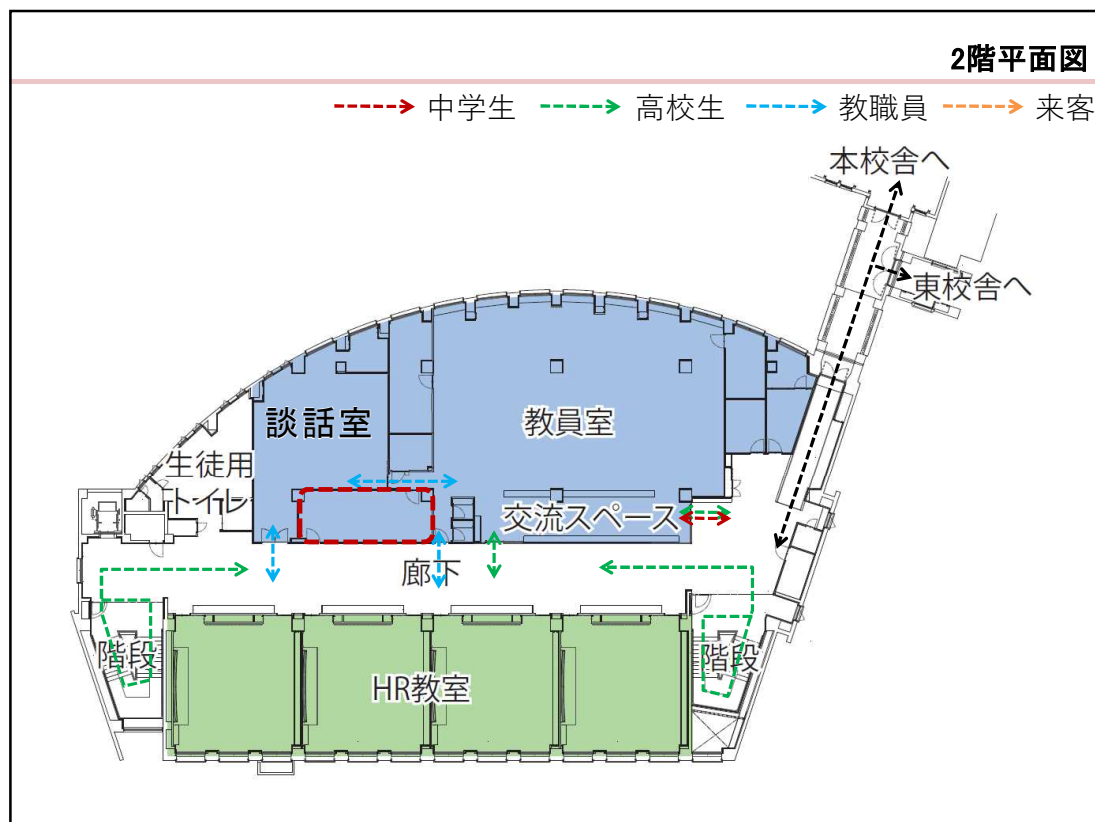 2階平面図
中学生 高校生 教職員 来客
本校舎へ
東校舎へ
談話室
教員室
生徒用
トイレ
交流スペース
廊下
階段
階段
HR教室